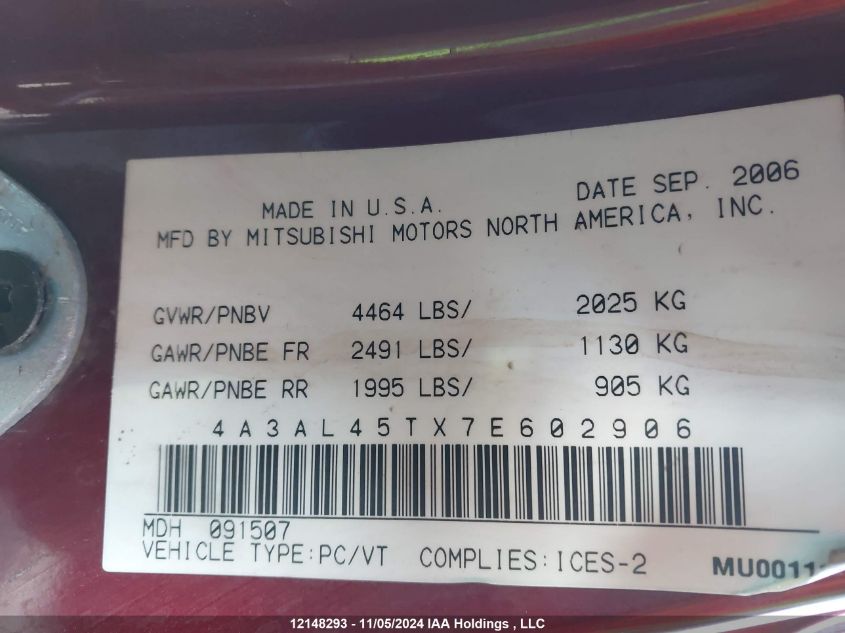 DATE SEP. 2006
MADE IN U.S.A.
MFD BY MITSUBISHI MOTORS NORTH AMERICA, INC.
GVWR/PNBV 4464 LBS/ 2025 KG
GAWR/PNBE FR 2491 LBS/ 1130 KG
GAWR/PNBE RR 1995 LBS/ 905 KG
4A3AL45TX7E602906
MDH 091507
VEHICLE TYPE:PC/VT COMPLIES:ICES-2
12148293 - 11/05/2024 IAA Holdings , LLC